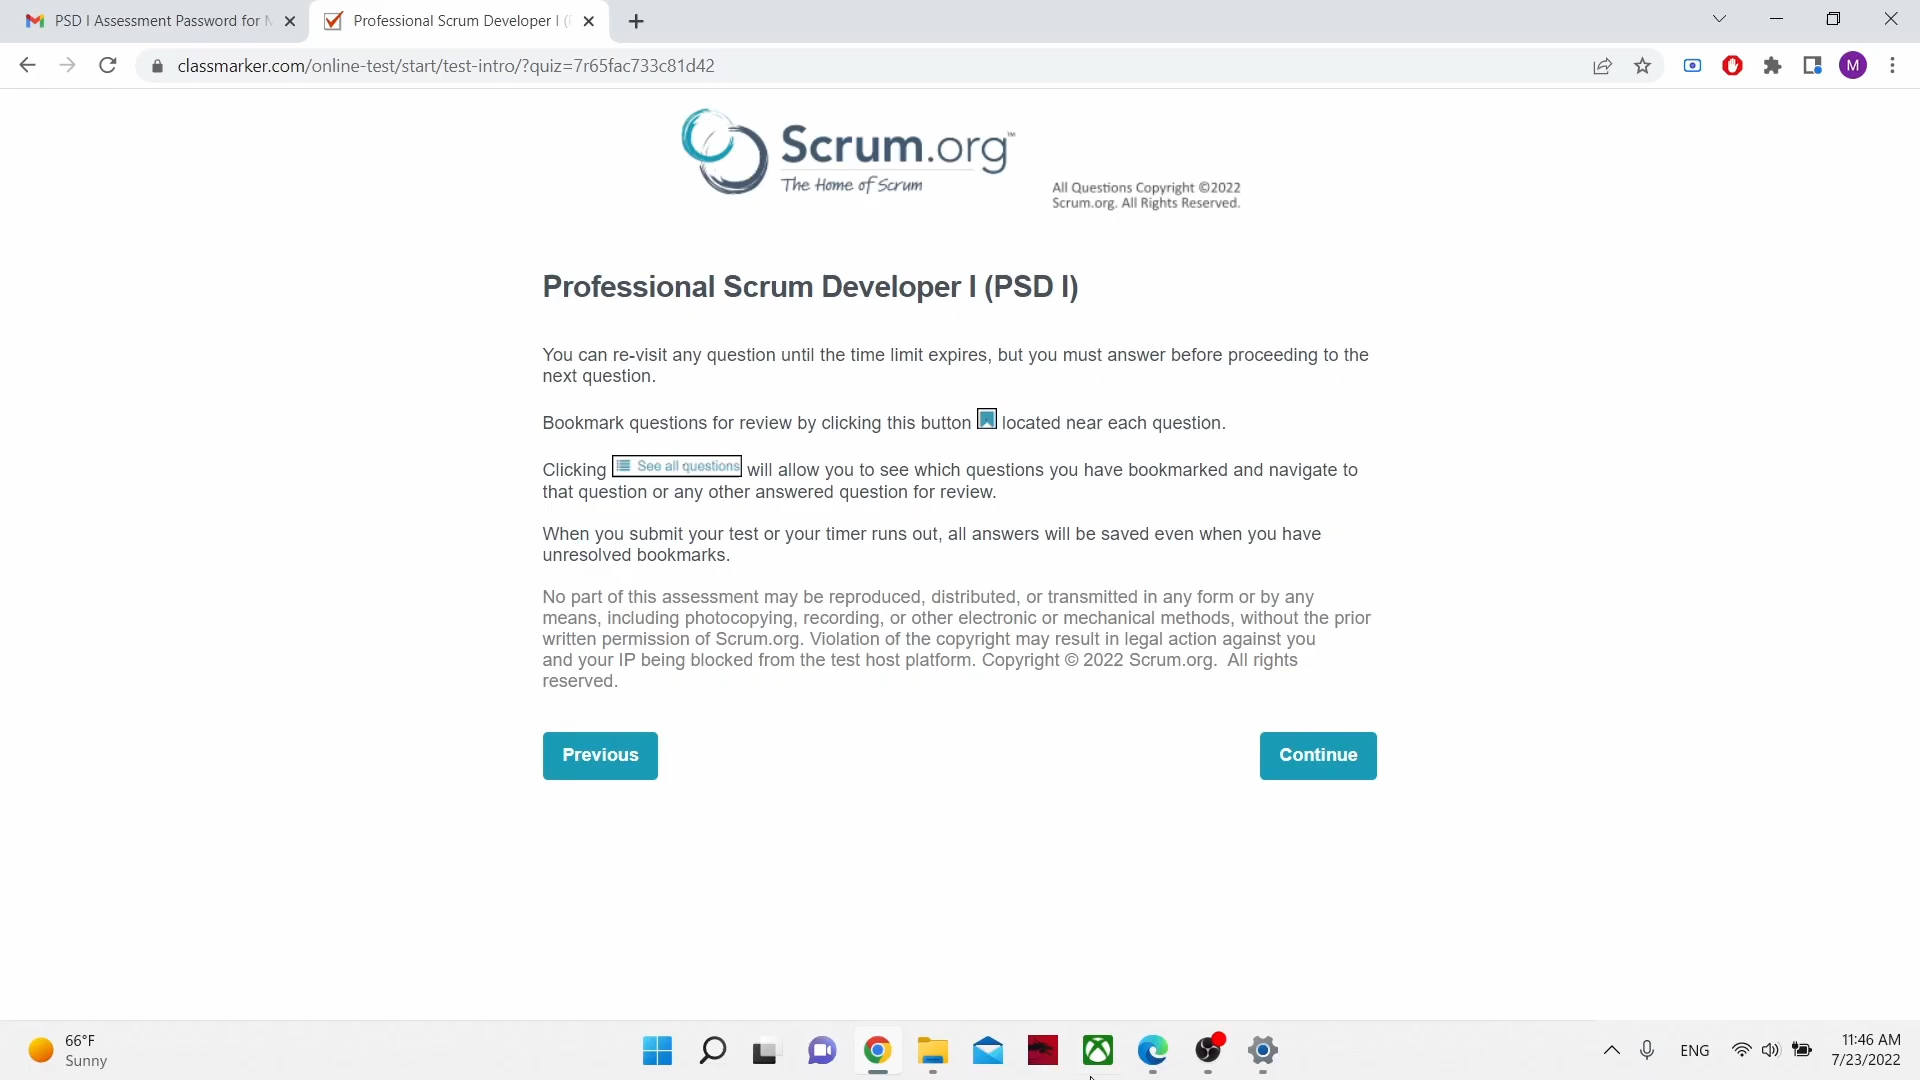 PSD I Assessment Password for
Professional Scrum Developer I (
classmarker.com/online-test/start/test-intro/?quiz=7r65fac733c81d42
M
Scrum.org™
The Home of Scrum
All Questions Copyright ©2022
Scrum.org. All Rights Reserved.
Professional Scrum Developer I (PSD I)
You can re-visit any question until the time limit expires, but you must answer before proceeding to the
next question.
Bookmark questions for review by clicking this button located near each question.
Clicking See all questions will allow you to see which questions you have bookmarked and navigate to
that question or any other answered question for review.
When you submit your test or your timer runs out, all answers will be saved even when you have
unresolved bookmarks.
No part of this assessment may be reproduced, distributed, or transmitted in any form or by any
means, including photocopying, recording, or other electronic or mechanical methods, without the prior
written permission of Scrum.org. Violation of the copyright may result in legal action against you
and your IP being blocked from the test host platform. Copyright © 2022 Scrum.org. All rights
reserved.
Previous
Continue
66°F
Sunny
ENG
11:46 AM
7/23/2022